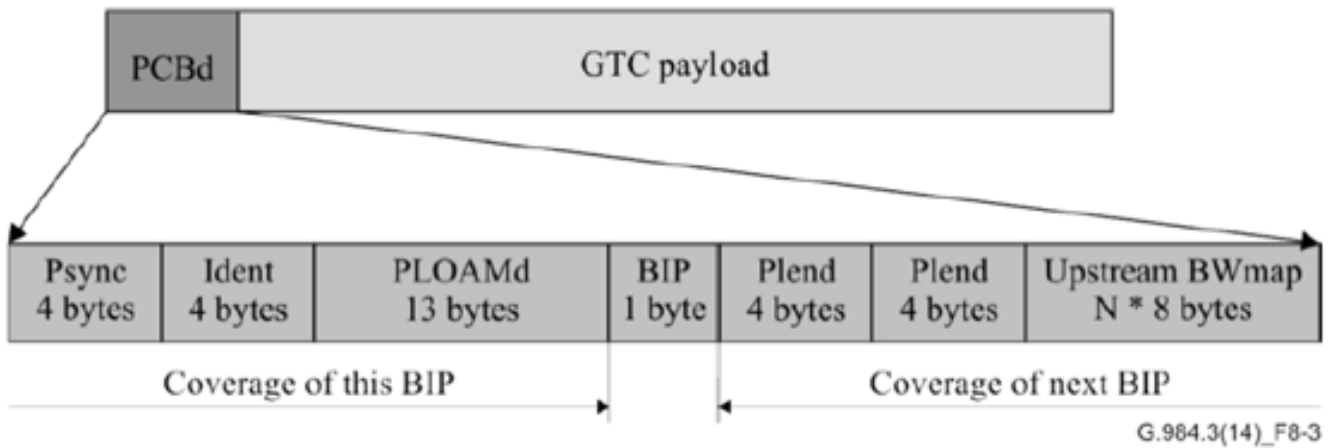 PCBd
GTC payload
Psync
4 bytes
Ident
4 bytes
PLOAMd
13 bytes
BIP
1 byte
Plend
4 bytes
Plend
4 bytes
Upstream BWmap
N * 8 bytes
Coverage of this BIP
Coverage of next BIP
G.984.3(14)_F8-3